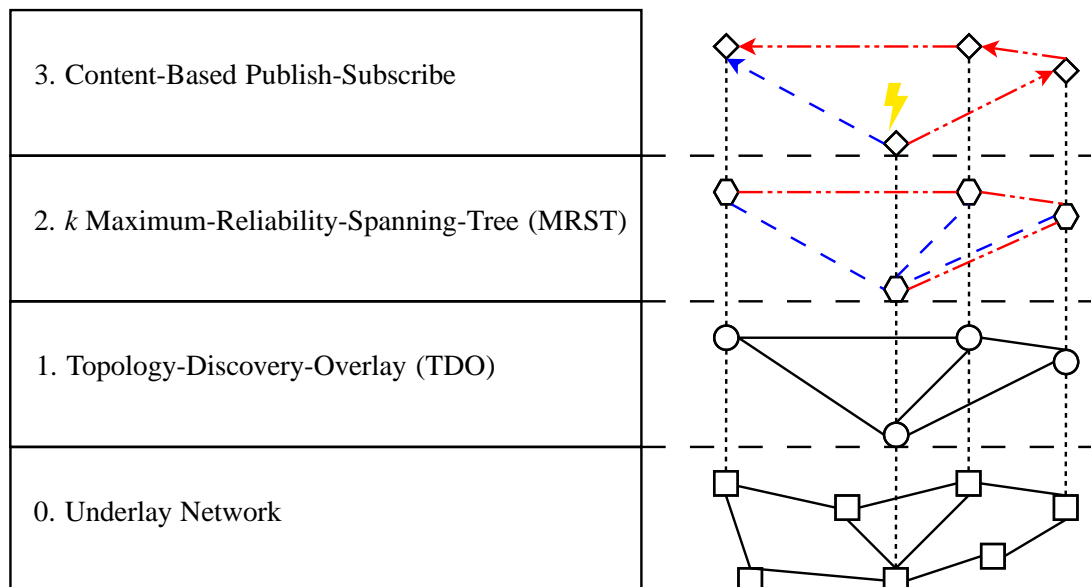 3. Content-Based Publish-Subscribe
2. k Maximum-Reliability-Spanning-Tree (MRST)
1. Topology-Discovery-Overlay (TDO)
0. Underlay Network